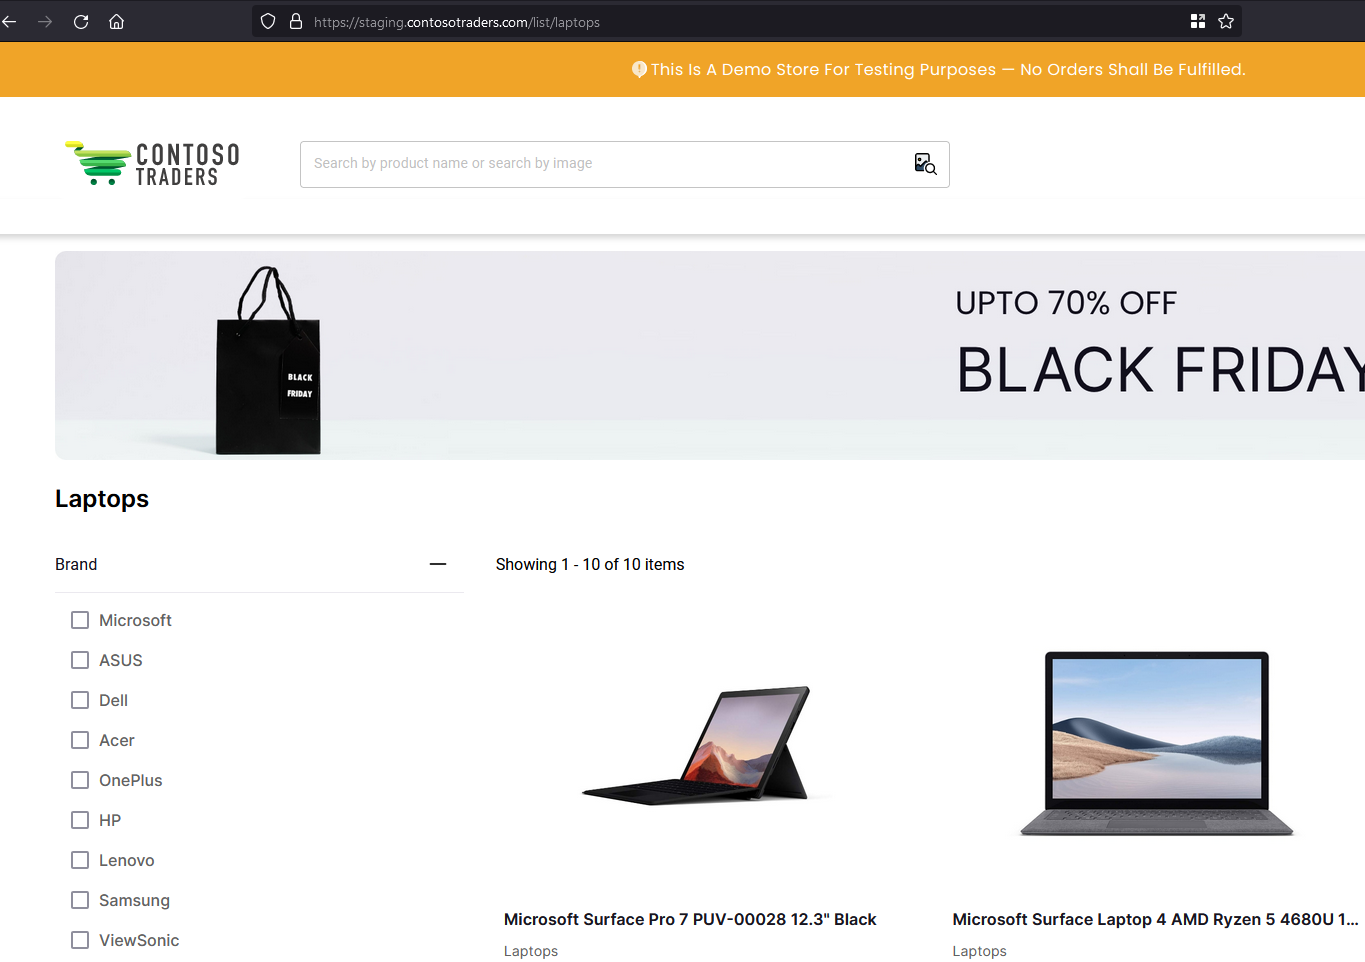 https://staging.contosotraders.com/list/laptops
This Is A Demo Store For Testing Purposes — No Orders Shall Be Fulfilled.
CONTOSO
TRADERS
Search by product name or search by image
UPTO 70% OFF
BLACK FRIDAY
BLACK
FRIDAY
Laptops
Brand
Showing 1 - 10 of 10 items
Microsoft
ASUS
Dell
Acer
OnePlus
HP
Lenovo
Samsung
ViewSonic
Microsoft Surface Pro 7 PUV-00028 12.3" Black
Laptops
Microsoft Surface Laptop 4 AMD Ryzen 5 4680U 1...
Laptops